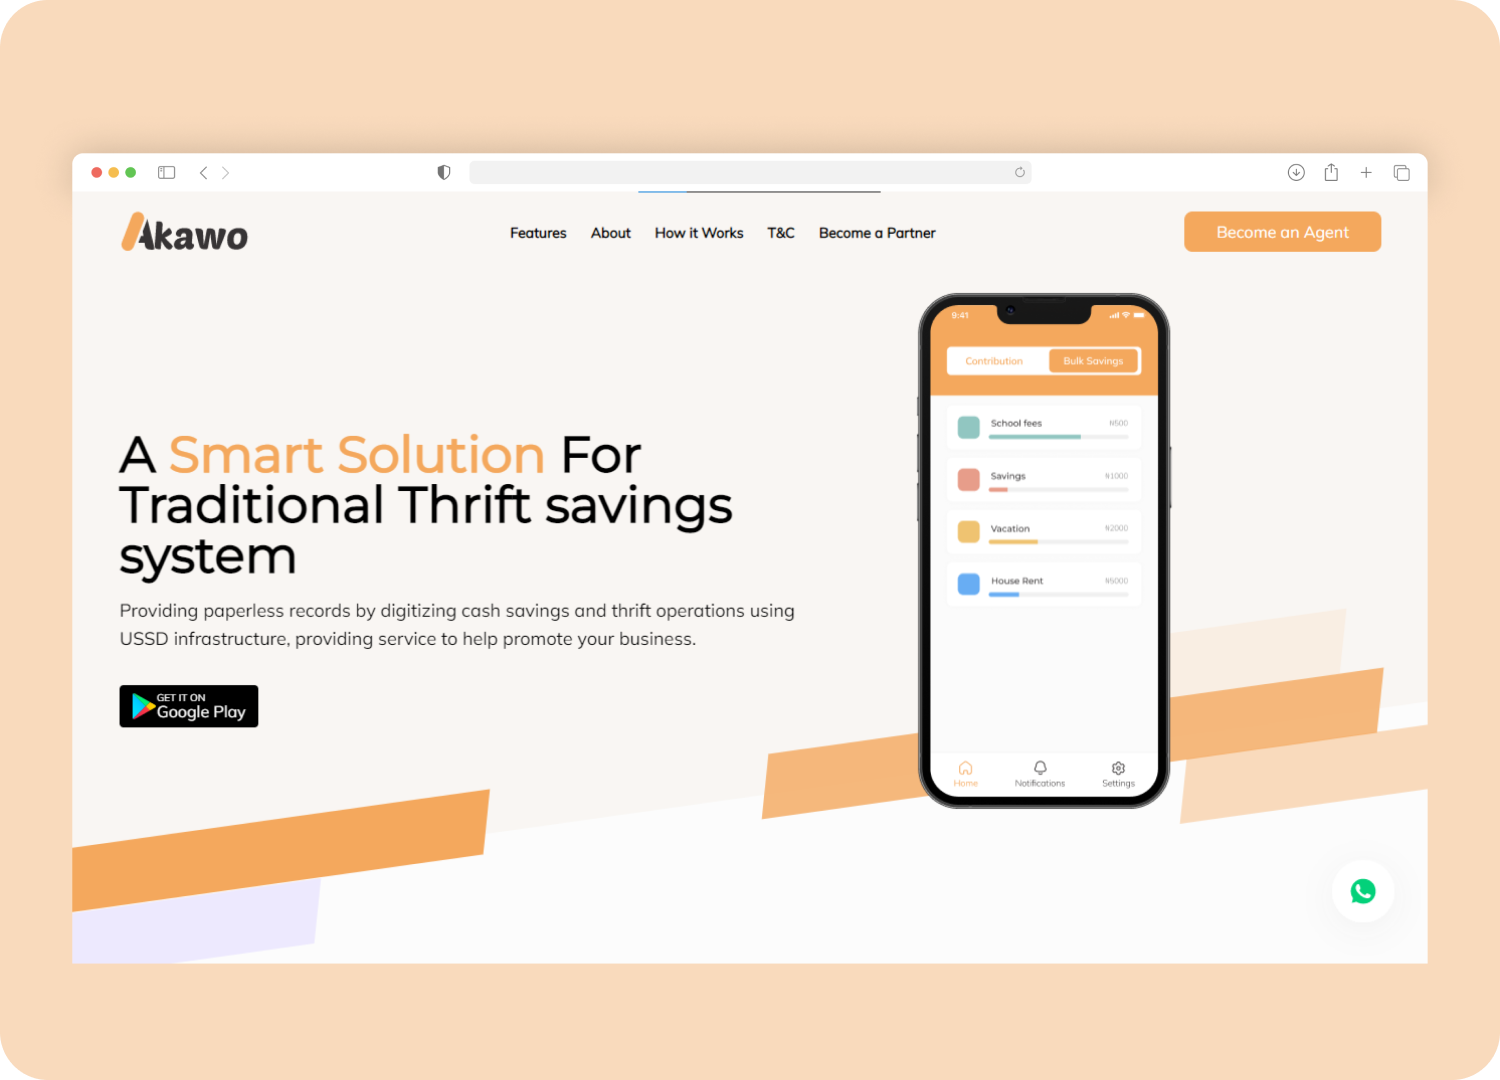 Akawo
Features About How it Works T&C Become a Partner
Become an Agent
9:41
Contribution Bulk Savings
School fees ₦500
Savings ₦1000
Vacation ₦2000
House Rent ₦5000
Home Notifications Settings
A Smart Solution For
Traditional Thrift savings
system
Providing paperless records by digitizing cash savings and thrift operations using
USSD infrastructure, providing service to help promote your business.
GET IT ON
Google Play